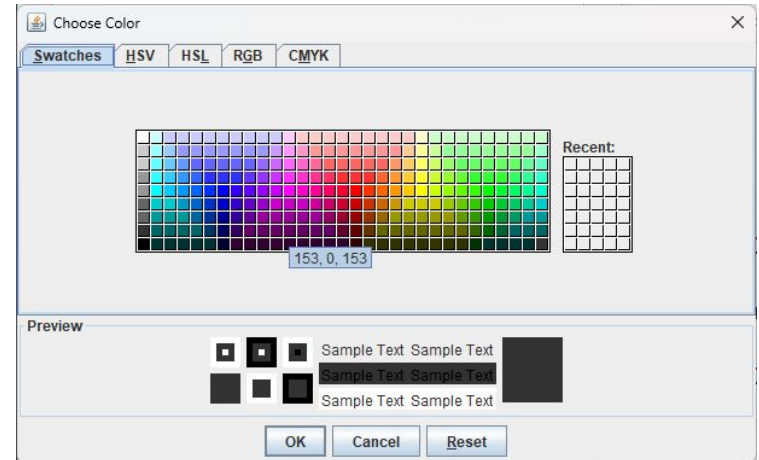 Choose Color
Swatches HSV HSL RGB CMYK
Recent:
153, 0, 153
Preview
Sample Text Sample Text
Sample Text Sample Text
Sample Text Sample Text
OK Cancel Reset